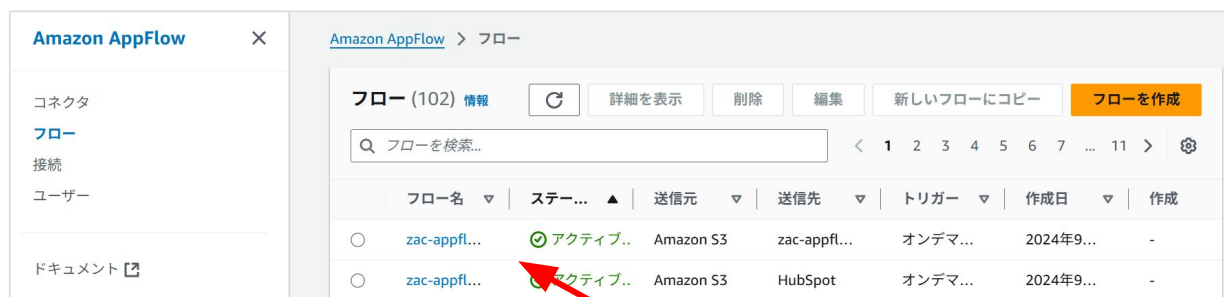 Amazon AppFlow
コネクタ
フロー
接続
ユーザー
ドキュメント
Amazon AppFlow > フロー
フロー (102) 情報 詳細を表示 削除 編集 新しいフローにコピー フローを作成
フローを検索... 1 2 3 4 5 6 7 ... 11
フロー名 ステー... 送信元 送信先 トリガー 作成日 作成
zac-appfl... アクティブ.. Amazon S3 zac-appfl... オンデマ... 2024年9... -
zac-appfl... アクティブ.. Amazon S3 HubSpot オンデマ... 2024年9... -